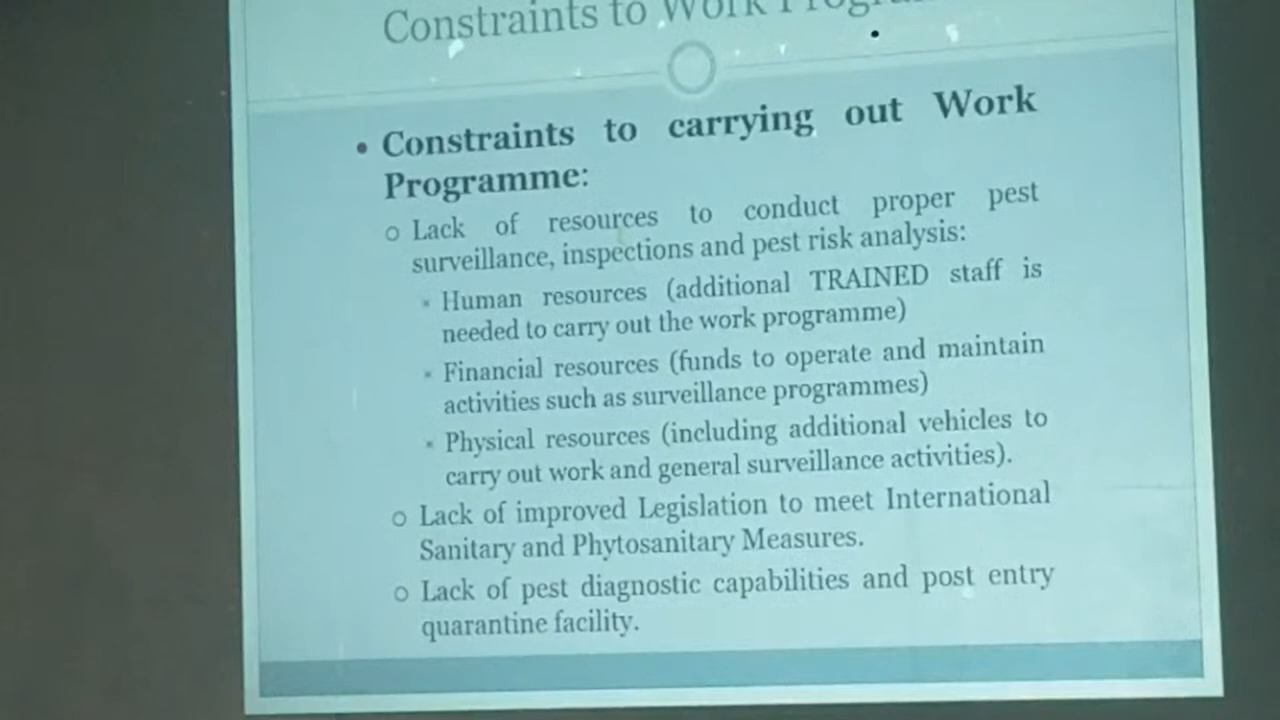 Constraints to Work
• Constraints to carrying out Work
Programme:
o Lack of resources to conduct proper pest
surveillance, inspections and pest risk analysis:
Human resources (additional TRAINED staff is
needed to carry out the work programme)
Financial resources (funds to operate and maintain
activities such as surveillance programmes)
Physical resources (including additional vehicles to
carry out work and general surveillance activities).
o Lack of improved Legislation to meet International
Sanitary and Phytosanitary Measures.
o Lack of pest diagnostic capabilities and post entry
quarantine facility.